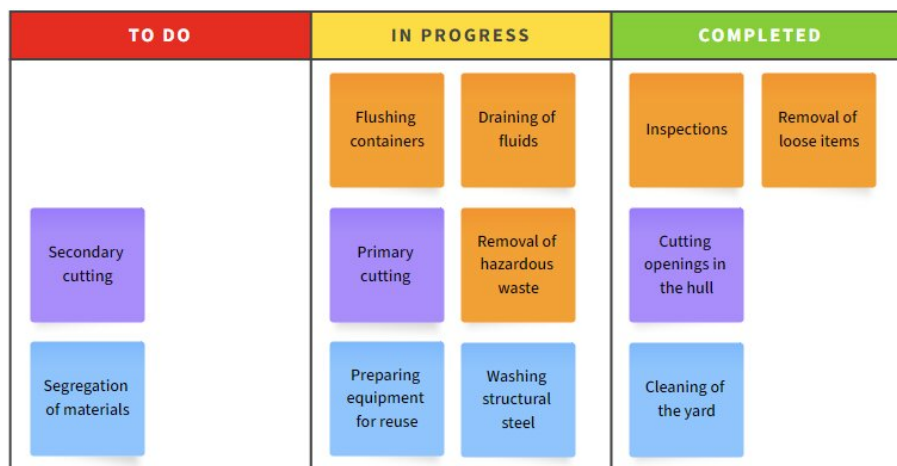 TO DO
IN PROGRESS
COMPLETED
Flushing
containers
Draining of
fluids
Inspections
Removal of
loose items
Secondary
cutting
Primary
cutting
Removal of
hazardous
waste
Cutting
openings in
the hull
Segregation
of materials
Preparing
equipment
for reuse
Washing
structural
steel
Cleaning of
the yard